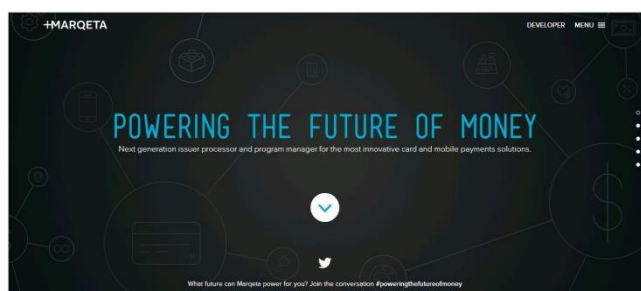 +MARQETA
DEVELOPER MENU
POWERING THE FUTURE OF MONEY
Next generation issuer processor and program manager for the most innovative card and mobile payments solutions.
What future can Marqeta power for you? Join the conversation #poweringthefutureofmoney